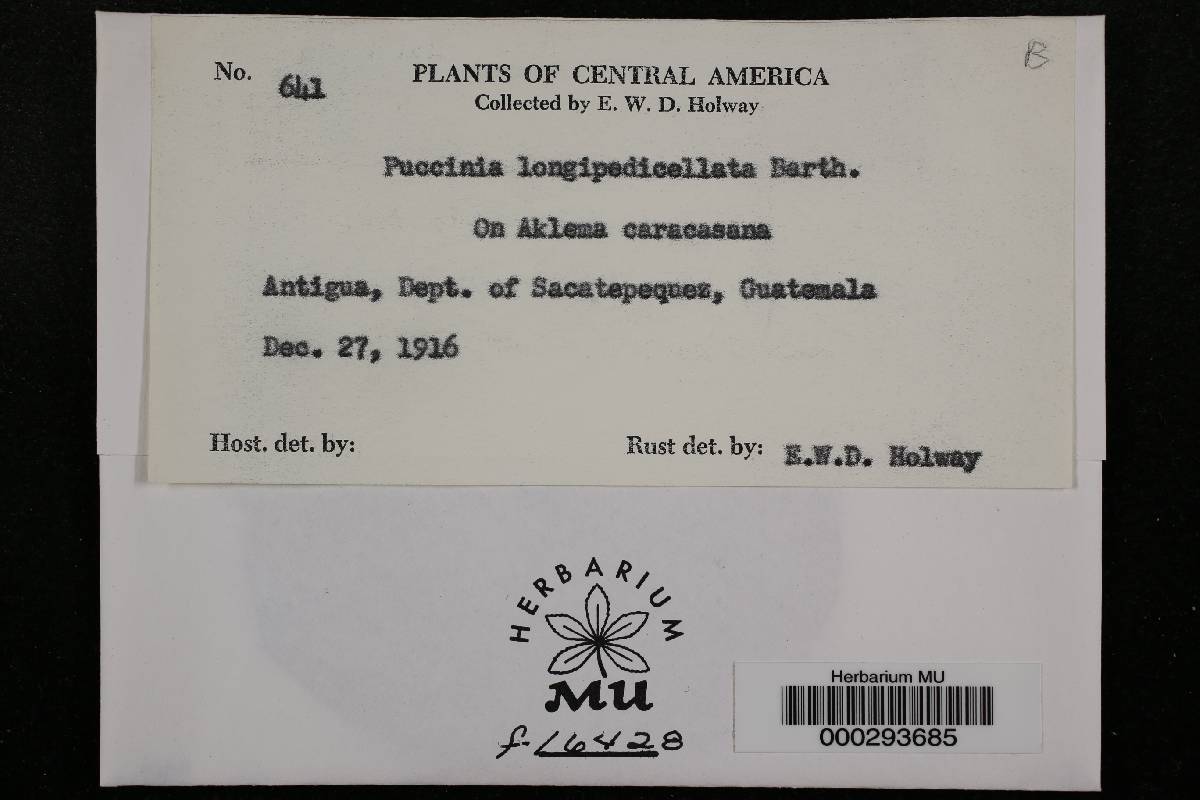 B
No. 641
PLANTS OF CENTRAL AMERICA
Collected by E. W. D. Holway
Puccinia longipedicellata Barth.
On Aklema caracasana
Antigua, Dept. of Sacatepequez, Guatemala
Dec. 27, 1916
Host. det. by:
Rust det. by: E.W.D. Holway
HERBARIUM
MU
f-16428
Herbarium MU
000293685